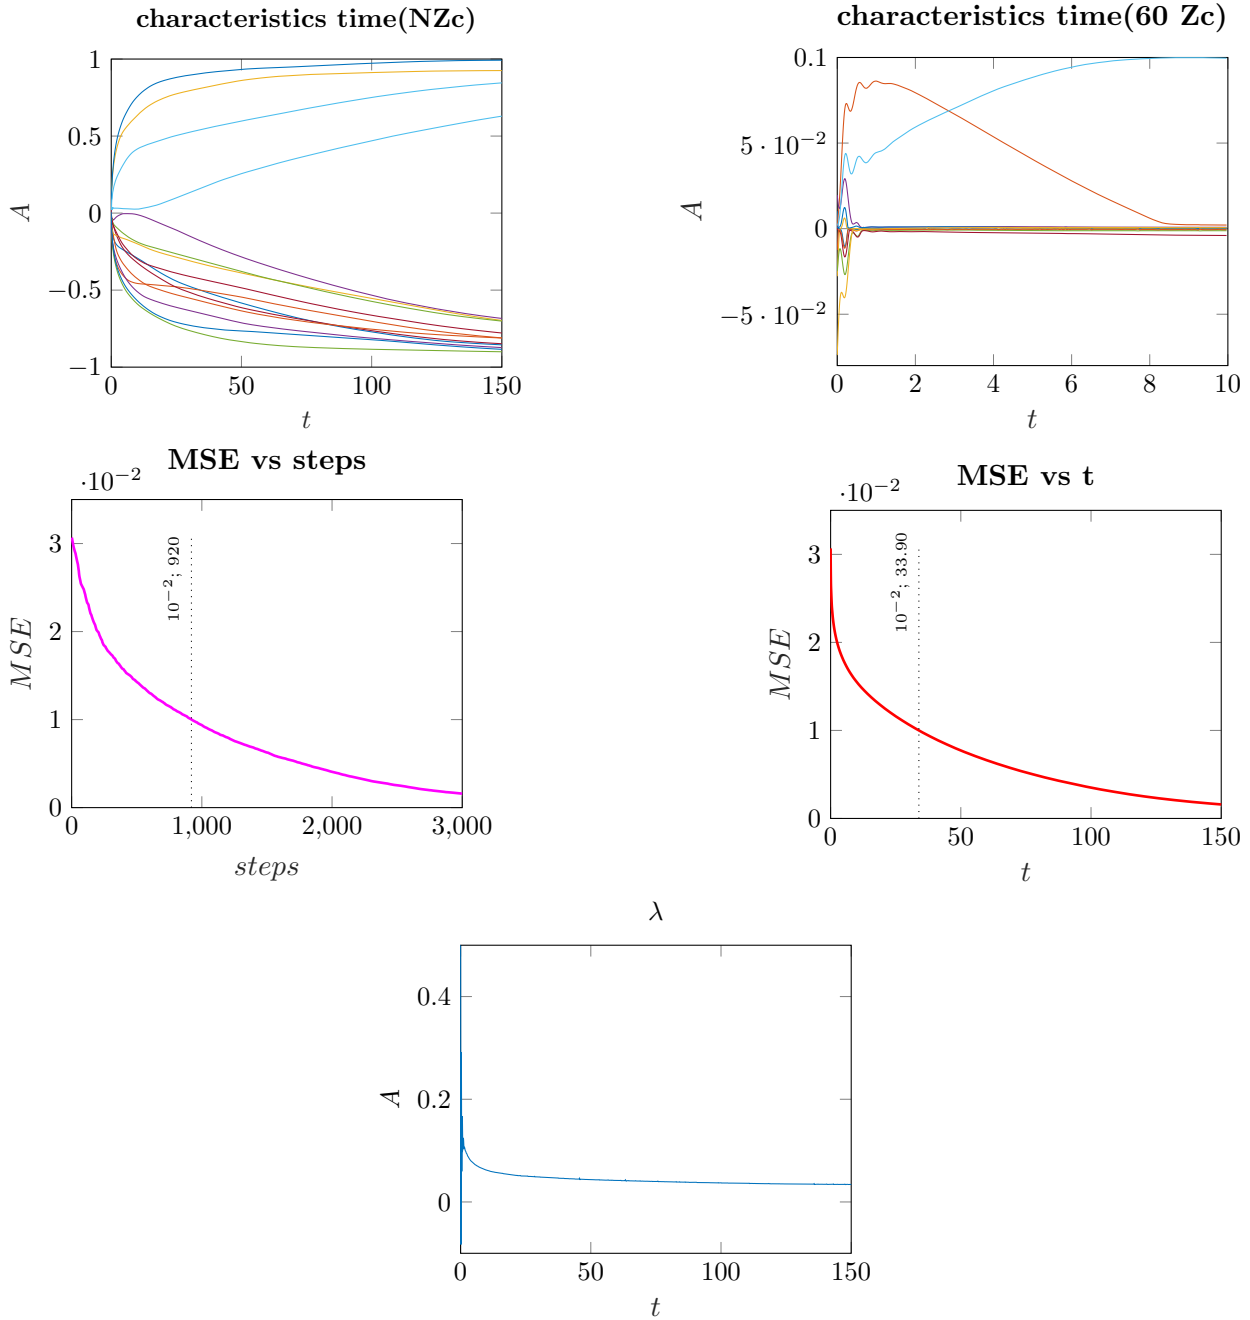 characteristics time(NZc)
1
0.5
0
−0.5
−1
A
0
50
100
150
t
characteristics time(60 Zc)
0.1
5 · 10−2
0
−5 · 10−2
A
0
2
4
6
8
10
t
MSE vs steps
·10−2
3
2
1
0
MSE
10−2; 920
0
1,000
2,000
3,000
steps
MSE vs t
·10−2
3
2
1
0
MSE
10−2; 33.90
0
50
100
150
t
λ
0.4
0.2
0
A
0
50
100
150
t